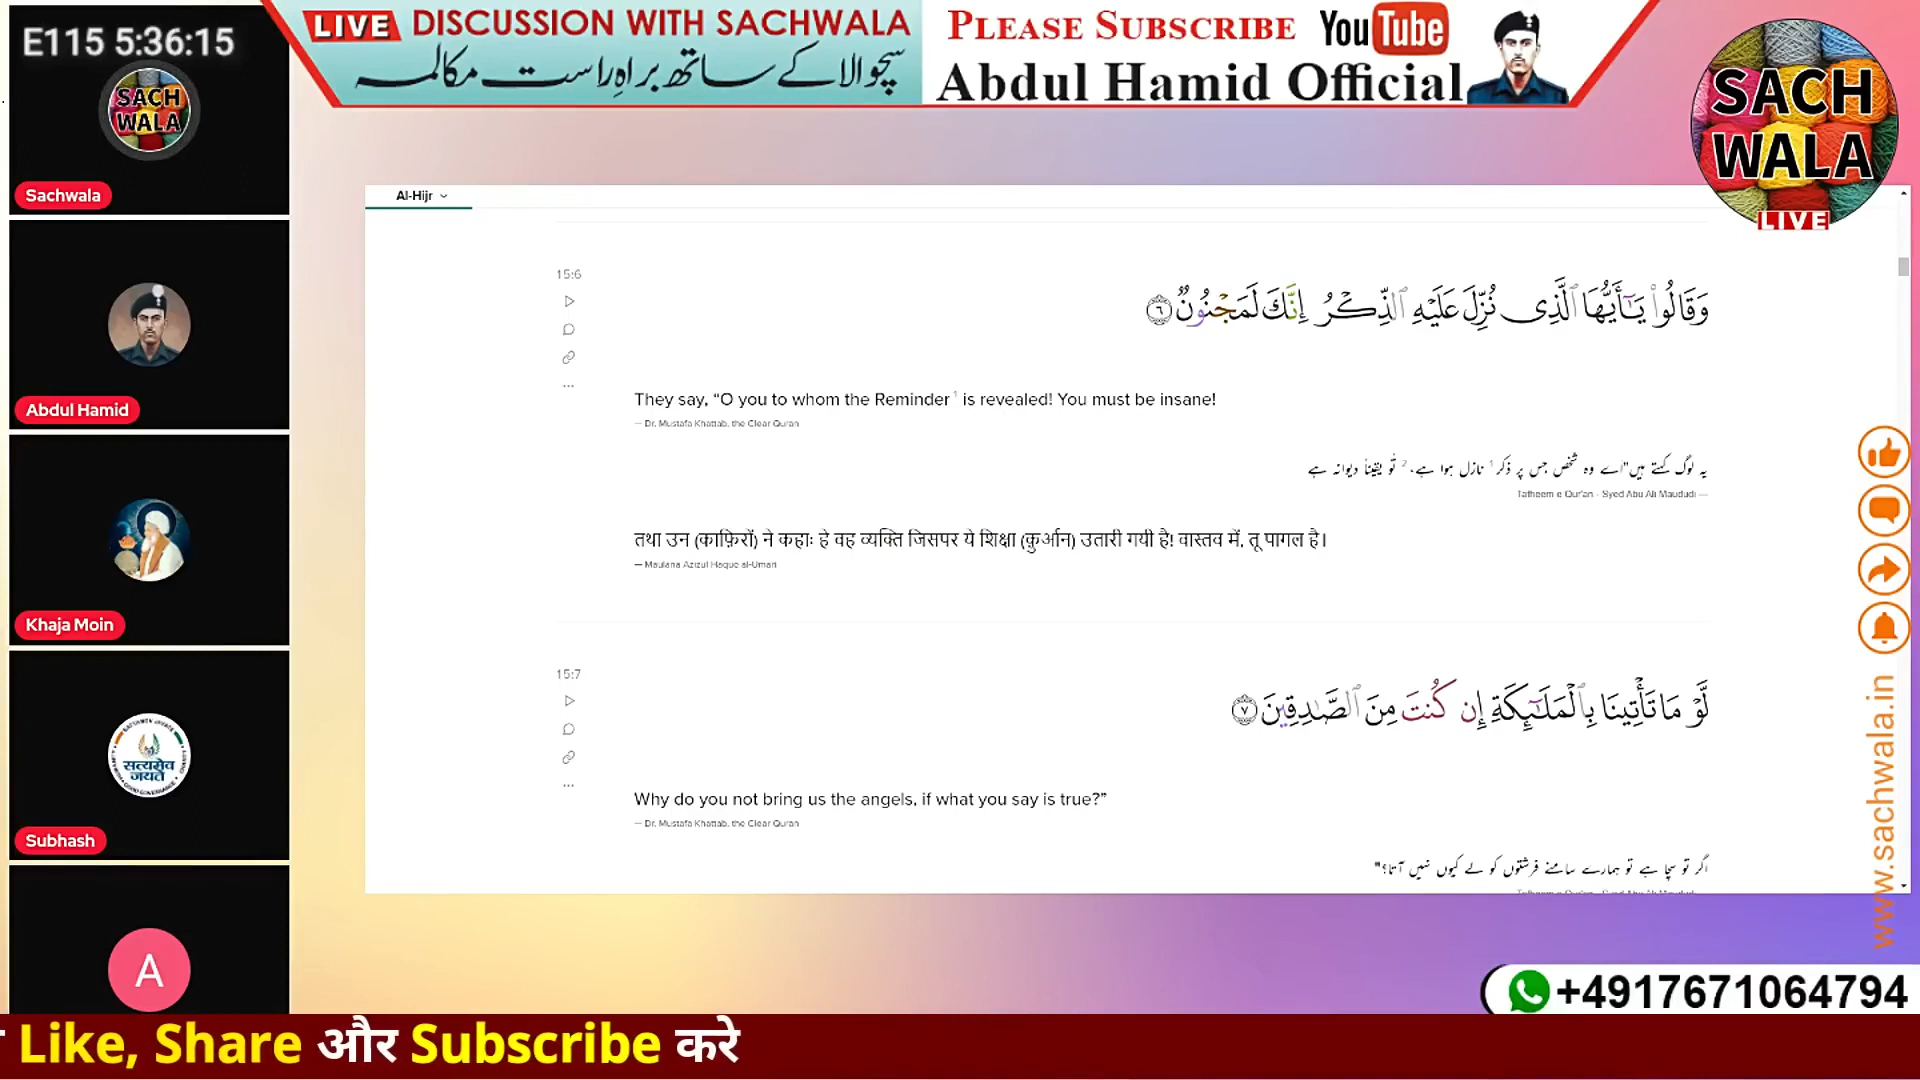 E115 5:36:15
SACH
WALA
Sachwala
Abdul Hamid
Khaja Moin
सत्यमेव
जयते
Subhash
A
LIVE DISCUSSION WITH SACHWALA
سچوالا کے ساتھ براہِ راست مکالمہ
PLEASE SUBSCRIBE YouTube
Abdul Hamid Official
SACH
WALA
LIVE
Al-Hijr
15:6
وَقَالُوا۟ يَـٰٓأَيُّهَا ٱلَّذِى نُزِّلَ عَلَيْهِ ٱلذِّكْرُ إِنَّكَ لَمَجْنُونٌۭ ٦
They say, “O you to whom the Reminder 1 is revealed! You must be insane!
— Dr. Mustafa Khattab, the Clear Quran
یہ لوگ کہتے ہیں"اے وہ شخص جس پر ذکر 1 نازل ہوا ہے، 2 تُو یقیناً دیوانہ ہے
Tafheem e Qur'an - Syed Abu Ali Maududi —
तथा उन (काफ़िरों) ने कहाः हे वह व्यक्ति जिसपर ये शिक्षा (क़ुर्आन) उतारी गयी है! वास्तव में, तू पागल है।
— Maulana Azizul Haque al-Umari
15:7
لَّوْ مَا تَأْتِينَا بِٱلْمَلَـٰٓئِكَةِ إِن كُنتَ مِنَ ٱلصَّـٰدِقِينَ ٧
Why do you not bring us the angels, if what you say is true?”
— Dr. Mustafa Khattab, the Clear Quran
اگر تو سچا ہے تو ہمارے سامنے فرشتوں کو لے کیوں نہیں آتا؟"
www.sachwala.in
+4917671064794
Like, Share और Subscribe करे